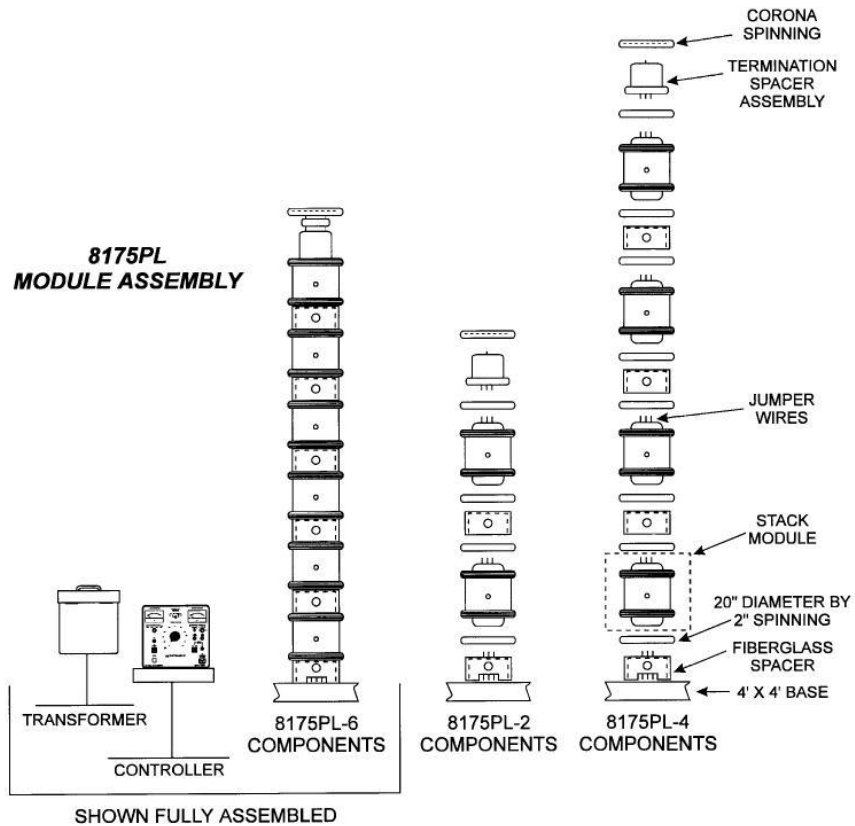 CORONA
SPINNING
TERMINATION
SPACER
ASSEMBLY
8175PL
MODULE ASSEMBLY
JUMPER
WIRES
STACK
MODULE
20" DIAMETER BY
2" SPINNING
FIBERGLASS
SPACER
4' X 4' BASE
TRANSFORMER
CONTROLLER
8175PL-6
COMPONENTS
8175PL-2
COMPONENTS
8175PL-4
COMPONENTS
SHOWN FULLY ASSEMBLED